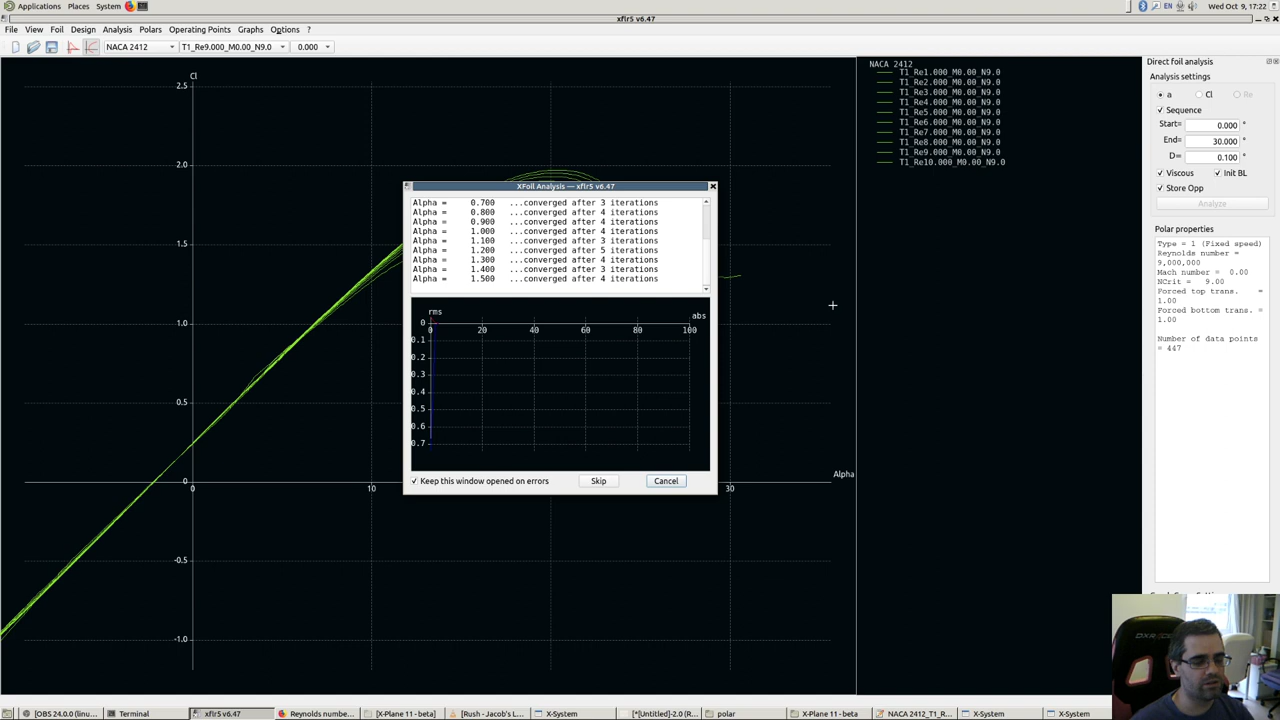 Applications Places System EN Wed Oct 9, 17:22
xflr5 v6.47
File View Foil Design Analysis Polars Operating Points Graphs Options
NACA 2412 T1_Re9.000_M0.00_N9.0 0.000
Cl
2.5
2.0
1.5
1.0
0.5
0
-0.5
-1.0
0 10 30
Alpha
NACA 2412
T1_Re1.000_M0.00_N9.0
T1_Re2.000_M0.00_N9.0
T1_Re3.000_M0.00_N9.0
T1_Re4.000_M0.00_N9.0
T1_Re5.000_M0.00_N9.0
T1_Re6.000_M0.00_N9.0
T1_Re7.000_M0.00_N9.0
T1_Re8.000_M0.00_N9.0
T1_Re9.000_M0.00_N9.0
T1_Re10.000_M0.00_N9.0
XFoil Analysis — xflr5 v6.47
Alpha = 0.700 ...converged after 3 iterations
Alpha = 0.800 ...converged after 4 iterations
Alpha = 0.900 ...converged after 4 iterations
Alpha = 1.000 ...converged after 4 iterations
Alpha = 1.100 ...converged after 3 iterations
Alpha = 1.200 ...converged after 5 iterations
Alpha = 1.300 ...converged after 4 iterations
Alpha = 1.400 ...converged after 3 iterations
Alpha = 1.500 ...converged after 4 iterations
rms
abs
0
0 20 40 60 80 100
0.1
0.2
0.3
0.4
0.5
0.6
0.7
Keep this window opened on errors Skip Cancel
Direct foil analysis
Analysis settings
a Cl Re
Sequence
Start= 0.000 °
End= 30.000 °
D= 0.100 °
Viscous Init BL
Store Opp
Analyze
Polar properties
Type = 1 (Fixed speed)
Reynolds number =
9,000,000
Mach number = 0.00
NCrit = 9.00
Forced top trans. =
1.00
Forced bottom trans. =
1.00
Number of data points
= 447
DXRACER
[OBS 24.0.0 (linu... Terminal xflr5 v6.47 Reynolds numbe... [X-Plane 11 - beta] [Rush - Jacob's L... X-System [*[Untitled]-2.0 (R... polar X-Plane 11 - beta NACA 2412_T1_R... X-System X-System